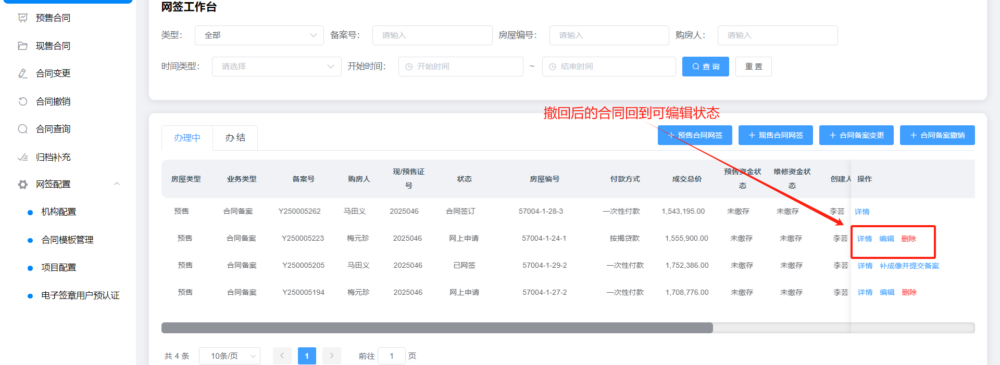 预售合同
现售合同
合同变更
合同撤销
合同查询
归档补充
网签配置
机构配置
合同模板管理
项目配置
电子签章用户预认证
网签工作台
类型： 全部 备案号： 请输入 房屋编号： 请输入 购房人： 请输入
时间类型： 请选择 开始时间： 开始时间 ~ 结束时间 查 询 重 置
撤回后的合同回到可编辑状态
办理中 办 结 预售合同网签 现售合同网签 合同备案变更 合同备案撤销
房屋类型 业务类型 备案号 购房人 现/预售证号 状态 房屋编号 付款方式 成交总价 预售资金状态 维修资金状态 创建人 操作
预售 合同备案 Y250005262 马田义 2025046 合同签订 57004-1-28-3 一次性付款 1,543,195.00 未缴存 未缴存 李芸 详情
预售 合同备案 Y250005223 梅元珍 2025046 网上申请 57004-1-24-1 按揭贷款 1,555,900.00 未缴存 未缴存 李芸 详情 编辑 删除
预售 合同备案 Y250005205 马田义 2025046 已网签 57004-1-29-2 一次性付款 1,752,386.00 未缴存 未缴存 李芸 详情 补成像并提交备案
预售 合同备案 Y250005194 梅元珍 2025046 网上申请 57004-1-27-2 一次性付款 1,708,776.00 未缴存 未缴存 李芸 详情 编辑 删除
共 4 条 10条/页 1 前往 1 页